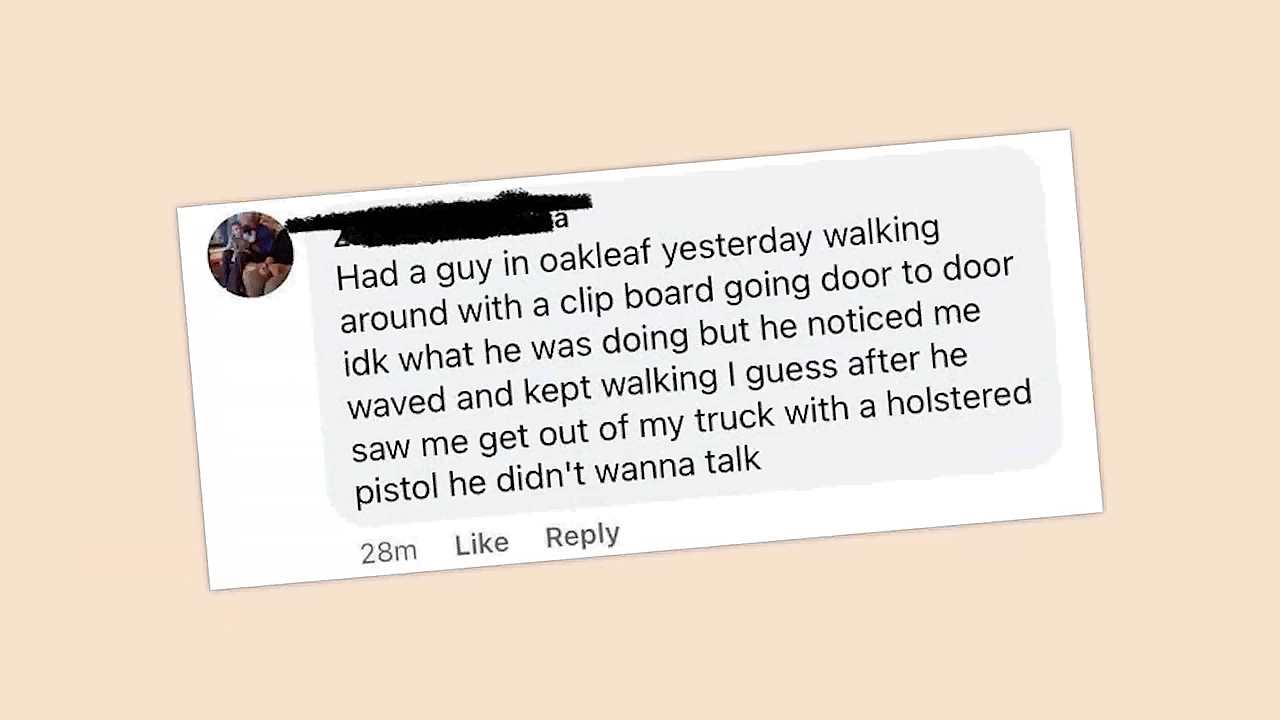 Had a guy in oakleaf yesterday walking
around with a clip board going door to door
idk what he was doing but he noticed me
waved and kept walking I guess after he
saw me get out of my truck with a holstered
pistol he didn't wanna talk
28m Like Reply